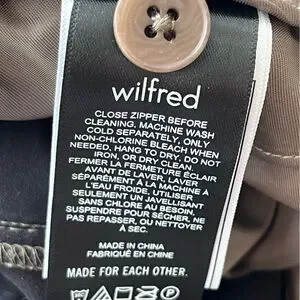 wilfred
CLOSE ZIPPER BEFORE
CLEANING, MACHINE WASH
COLD SEPARATELY, ONLY
NON-CHLORINE BLEACH WHEN
NEEDED, HANG TO DRY, DO NOT
IRON, OR DRY CLEAN
FERMER LA FERMETURE ÉCLAIR
AVANT DE LAVER, LAVER
SÉPARÉMENT À LA MACHINE À
L'EAU FROIDE, UTILISER
SEULEMENT UN JAVELLISANT
SANS CHLORE AU BESOIN,
SUSPENDRE POUR SÉCHER, NE
PAS REPASSER, OU NETTOYER
À SEC.
MADE IN CHINA
FABRIQUÉ EN CHINE
MADE FOR EACH OTHER.